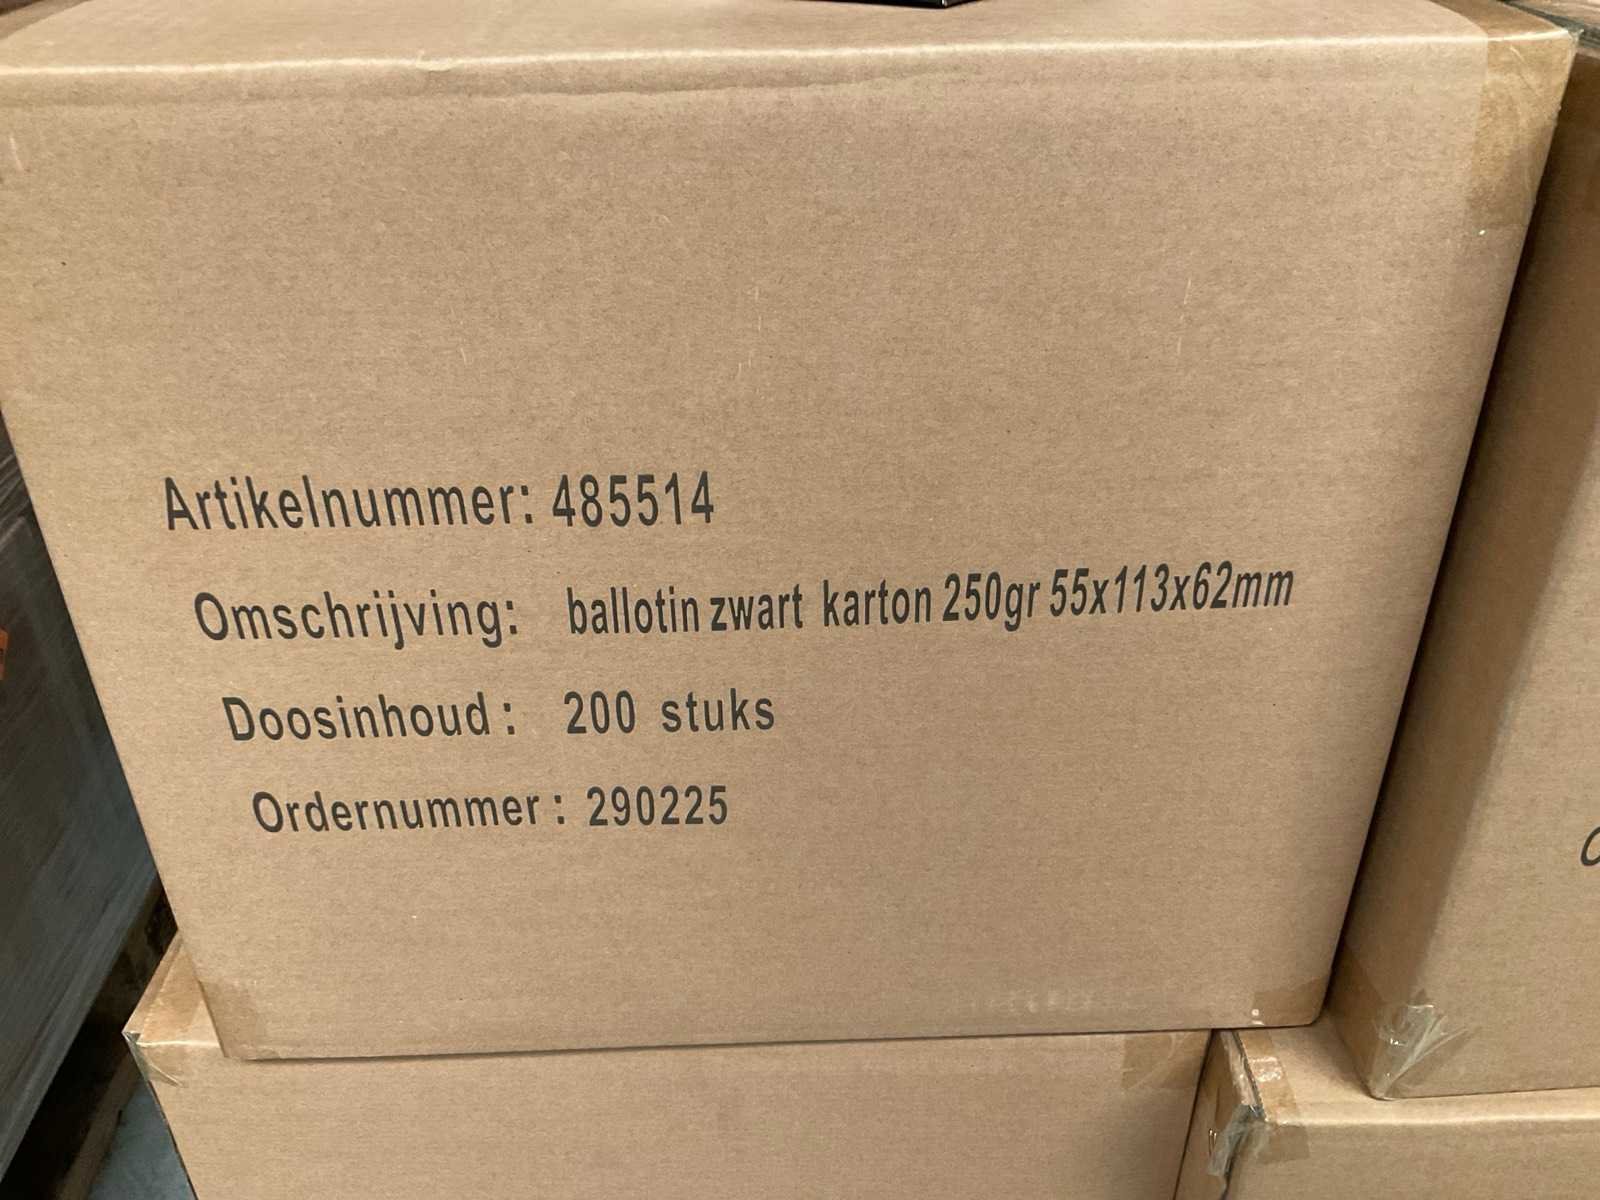 Artikelnummer: 485514
Omschrijving: ballotin zwart karton 250gr 55x113x62mm
Doosinhoud: 200 stuks
Ordernummer: 290225